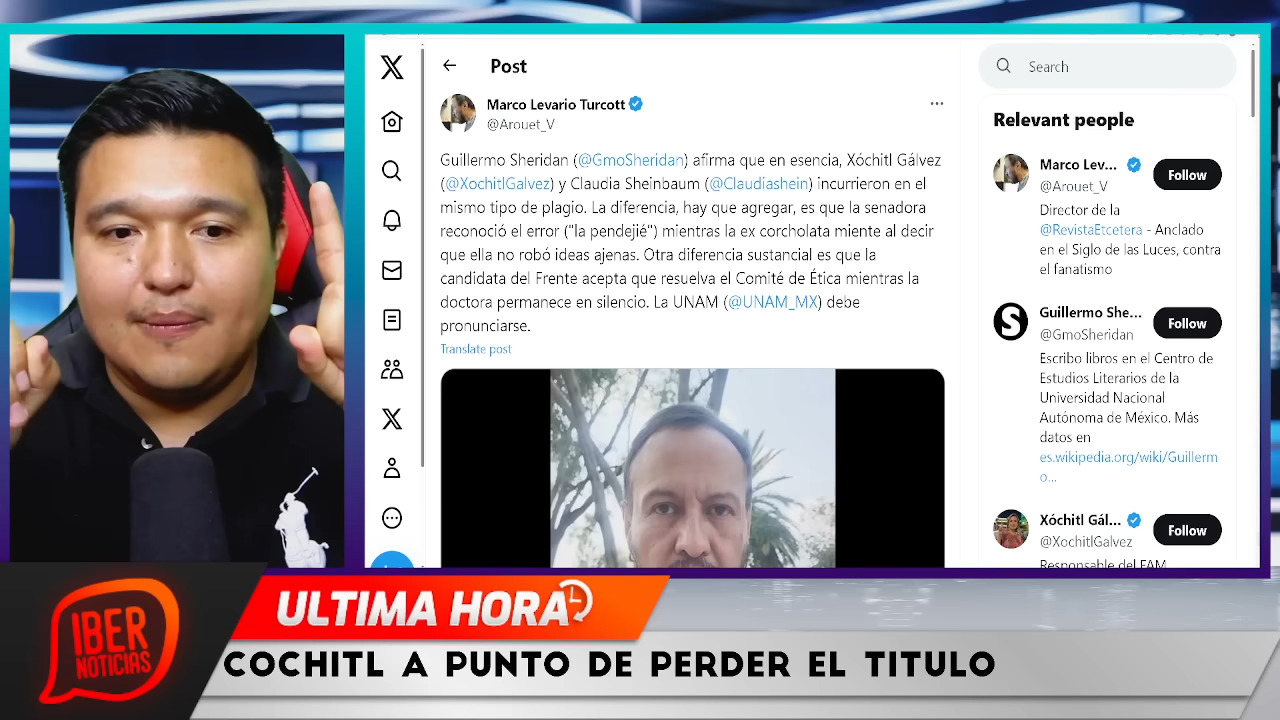 Post
Marco Levario Turcott
@Arouet_V
Guillermo Sheridan (@GmoSheridan) afirma que en esencia, Xóchitl Gálvez
(@XochitlGalvez) y Claudia Sheinbaum (@Claudiashein) incurrieron en el
mismo tipo de plagio. La diferencia, hay que agregar, es que la senadora
reconoció el error ("la pendejié") mientras la ex corcholata miente al decir
que ella no robó ideas ajenas. Otra diferencia sustancial es que la
candidata del Frente acepta que resuelva el Comité de Ética mientras la
doctora permanece en silencio. La UNAM (@UNAM_MX) debe
pronunciarse.
Translate post
Search
Relevant people
Marco Lev...
@Arouet_V
Follow
Director de la
@RevistaEtcetera - Anclado
en el Siglo de las Luces, contra
el fanatismo
Guillermo She...
@GmoSheridan
Follow
Escribo libros en el Centro de
Estudios Literarios de la
Universidad Nacional
Autónoma de México. Más
datos en
es.wikipedia.org/wiki/Guillerm
o...
Xóchitl Gál...
@XochitlGalvez
Follow
Responsable del FAM
IBER
NOTICIAS
ULTIMA HORA
COCHITL A PUNTO DE PERDER EL TITULO